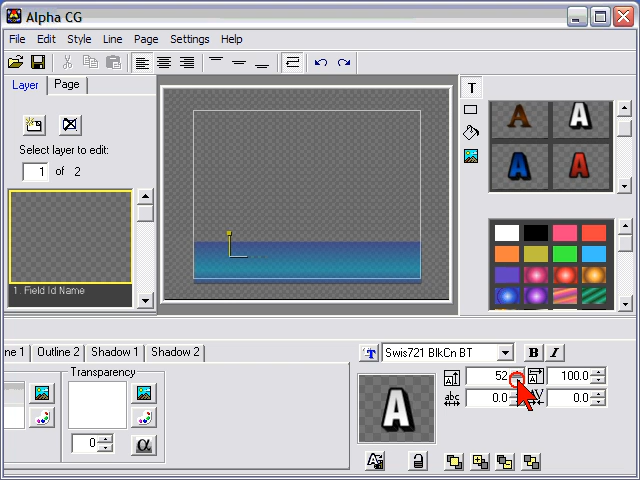 Alpha CG
File Edit Style Line Page Settings Help
Layer Page
T
Select layer to edit:
1 of 2
1. Field Id Name
ne 1 Outline 2 Shadow 1 Shadow 2
Transparency
0
α
T Swis721 BlkCn BT B I
A 52 A 100.0
abc 0.0 AV 0.0
A